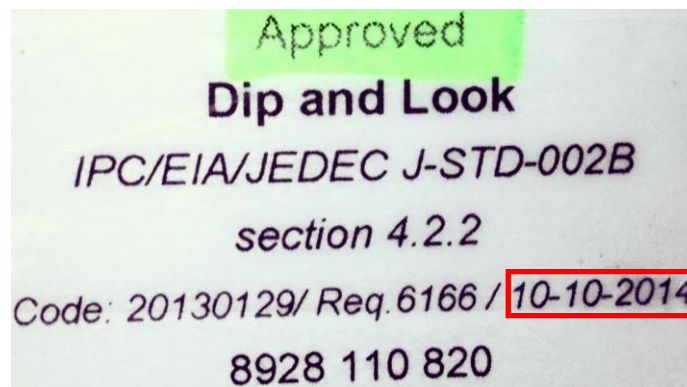 Approved
Dip and Look
IPC/EIA/JEDEC J-STD-002B
section 4.2.2
Code: 20130129/ Req.6166 / 10-10-2014
8928 110 820